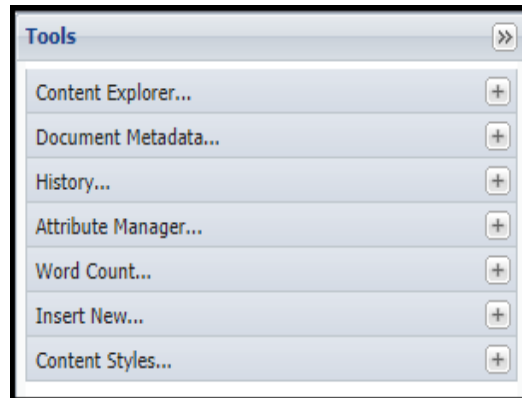 Tools
Content Explorer...
Document Metadata...
History...
Attribute Manager...
Word Count...
Insert New...
Content Styles...